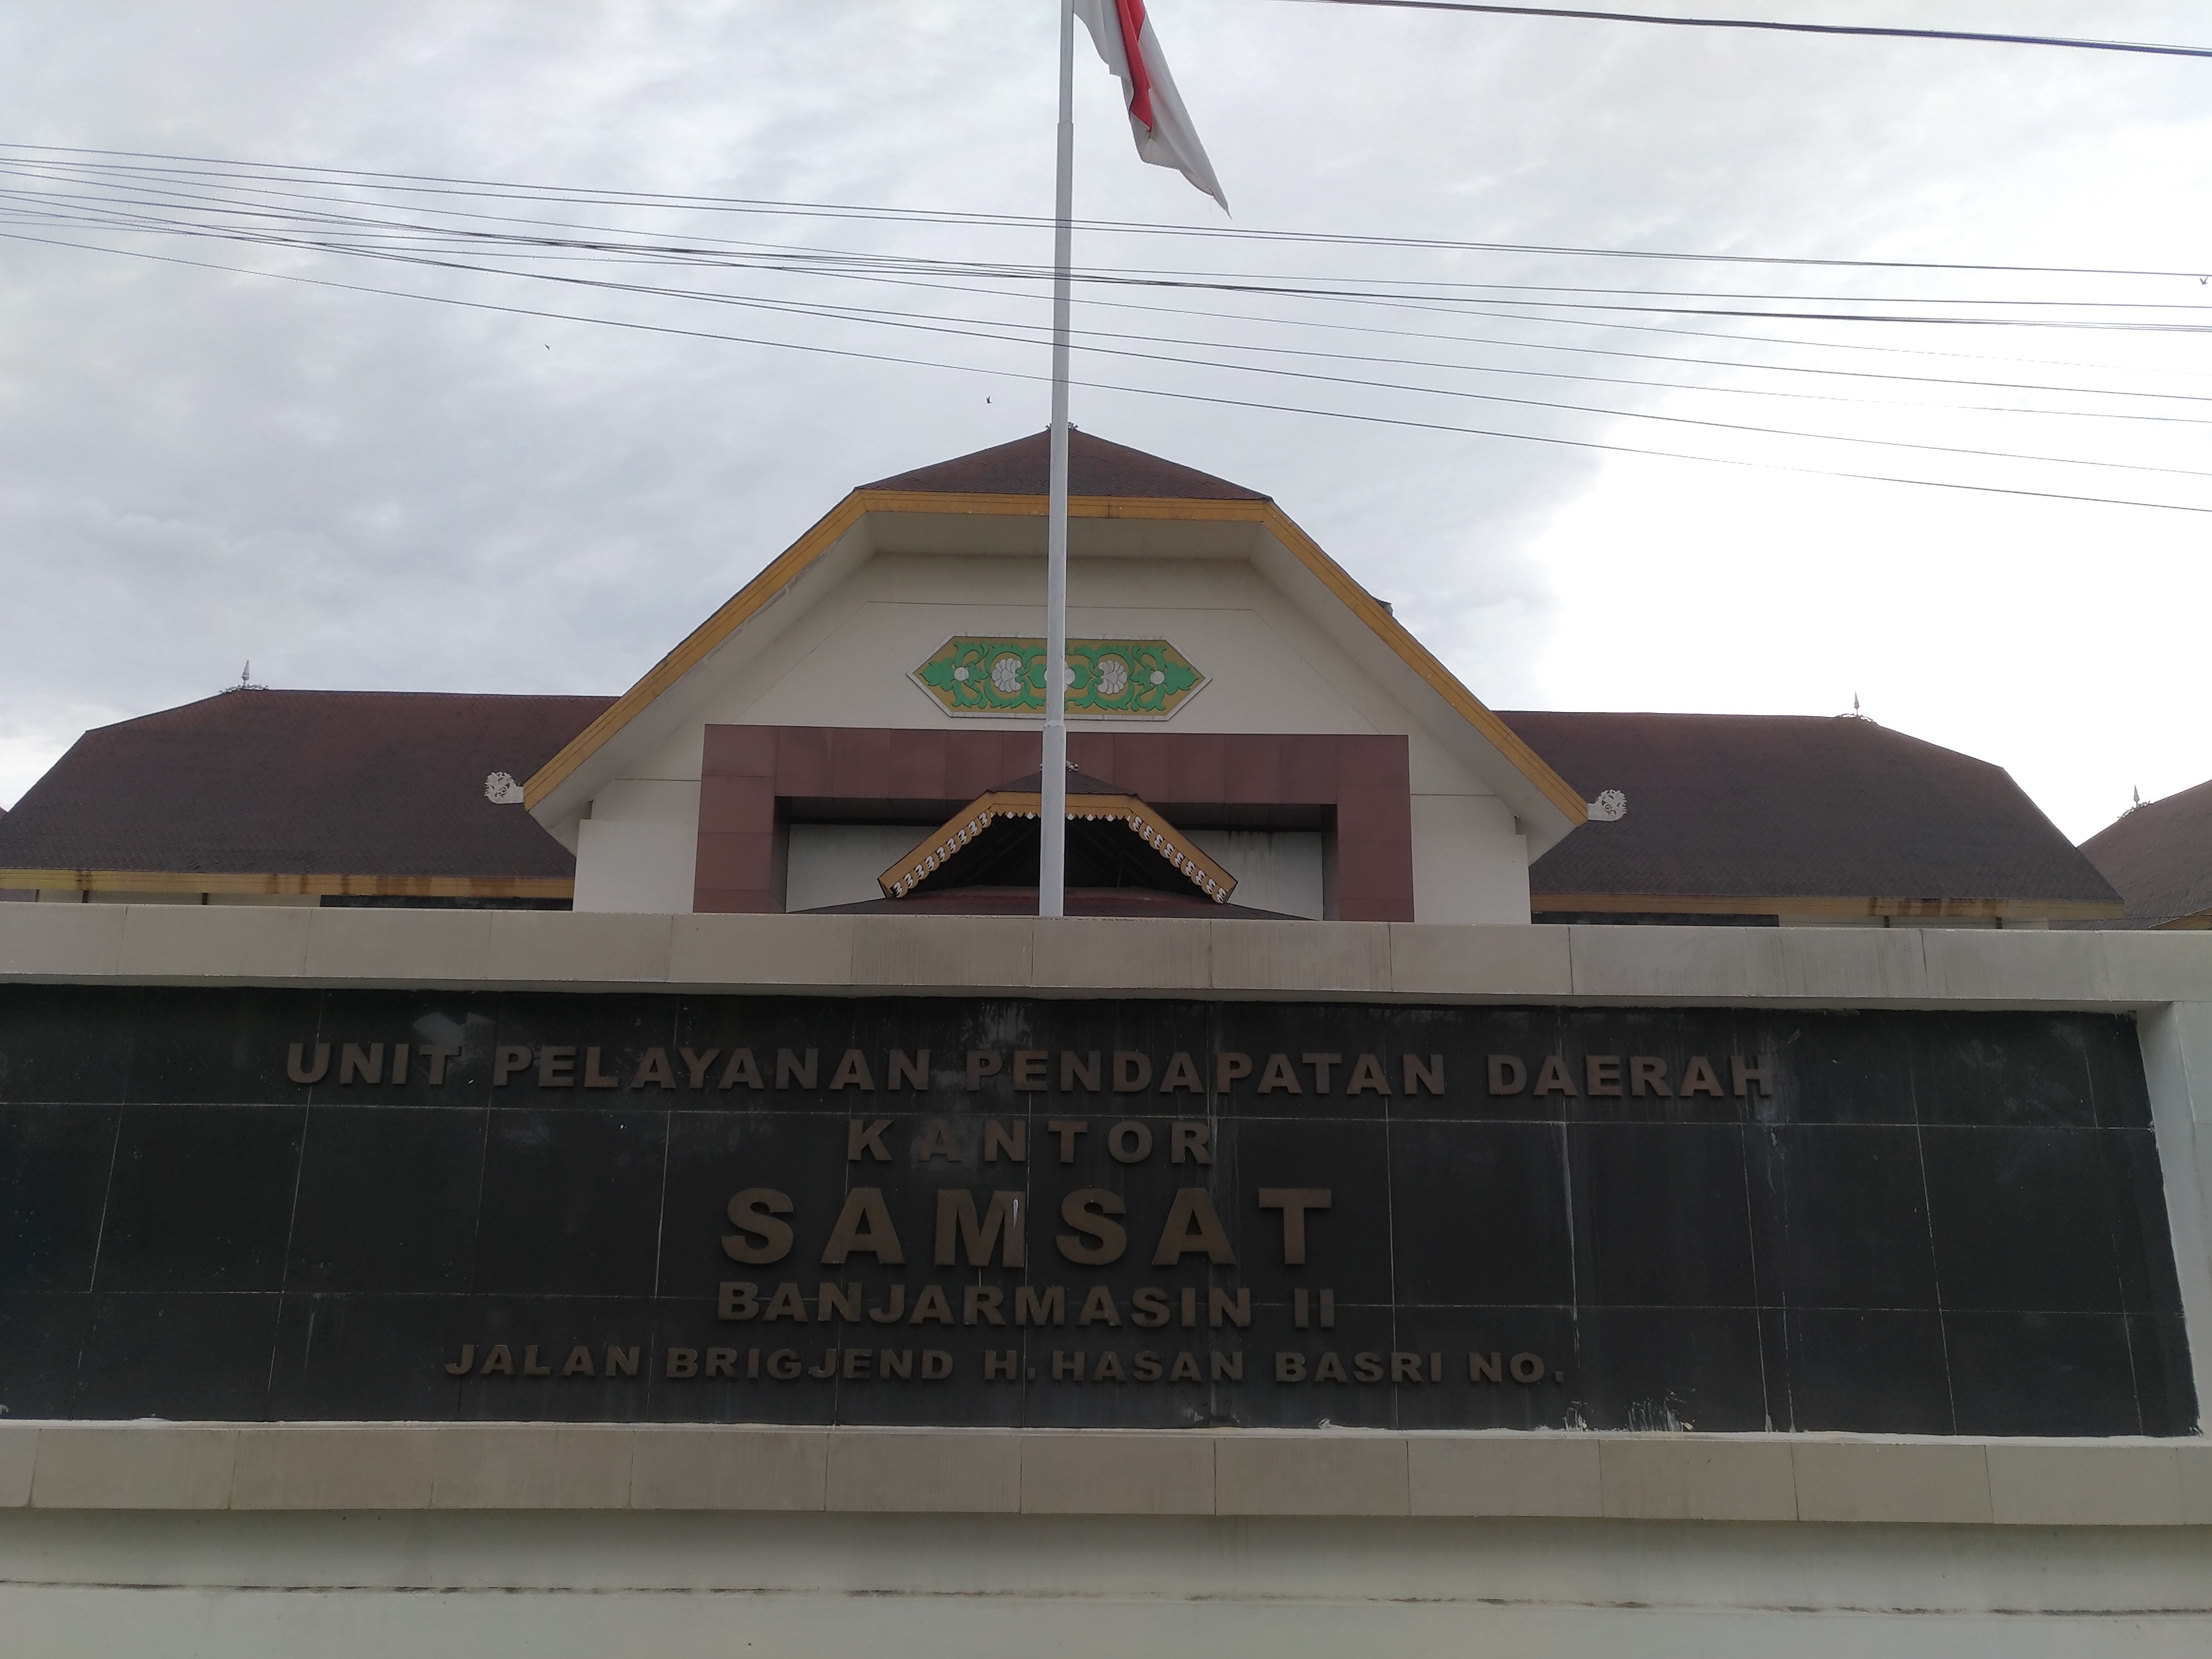 UNIT PELAYANAN PENDAPATAN DAERAH
KANTOR
SAMSAT
BANJARMASIN II
JALAN BRIGJEND H. HASAN BASRI NO.